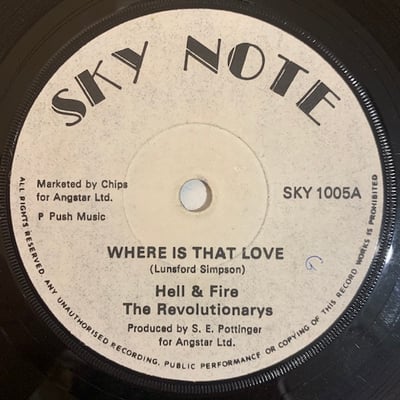 SKY NOTE
Marketed by Chips
for Angstar Ltd.
P Push Music
SKY 1005A
WHERE IS THAT LOVE
(Lunsford Simpson)
G
Hell & Fire
The Revolutionarys
Produced by S. E. Pottinger
for Angstar Ltd.
ALL RIGHTS RESERVED. ANY UNAUTHORISED RECORDING, PUBLIC PERFORMANCE OR COPYING OF THIS RECORD WORKS IS PROHIBITED